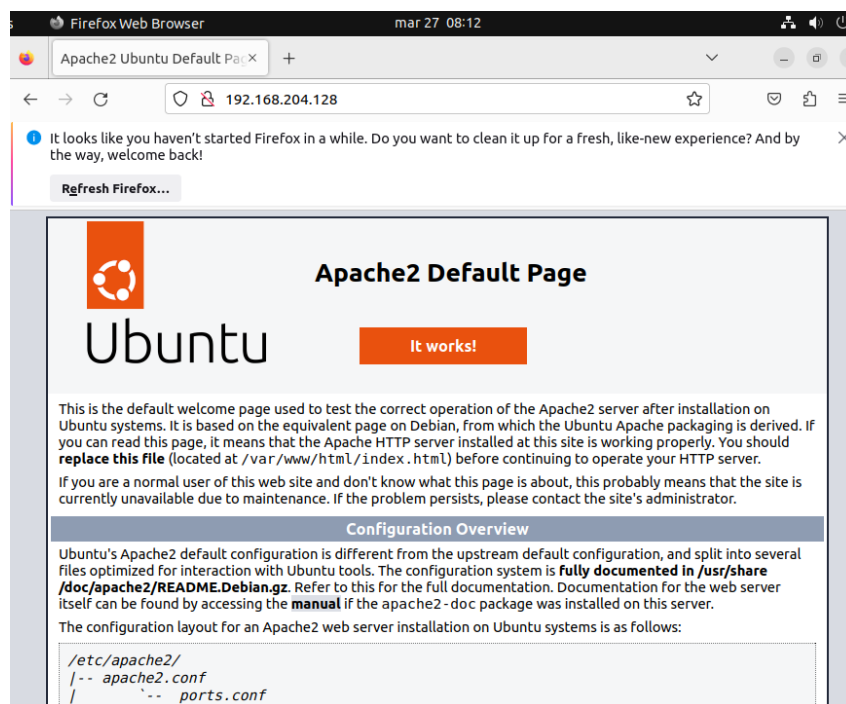 s Firefox Web Browser mar 27 08:12
Apache2 Ubuntu Default Pag × +
192.168.204.128
It looks like you haven't started Firefox in a while. Do you want to clean it up for a fresh, like-new experience? And by
the way, welcome back!
Refresh Firefox...
Apache2 Default Page
Ubuntu
It works!
This is the default welcome page used to test the correct operation of the Apache2 server after installation on
Ubuntu systems. It is based on the equivalent page on Debian, from which the Ubuntu Apache packaging is derived. If
you can read this page, it means that the Apache HTTP server installed at this site is working properly. You should
replace this file (located at /var/www/html/index.html) before continuing to operate your HTTP server.
If you are a normal user of this web site and don't know what this page is about, this probably means that the site is
currently unavailable due to maintenance. If the problem persists, please contact the site's administrator.
Configuration Overview
Ubuntu's Apache2 default configuration is different from the upstream default configuration, and split into several
files optimized for interaction with Ubuntu tools. The configuration system is fully documented in /usr/share
/doc/apache2/README.Debian.gz. Refer to this for the full documentation. Documentation for the web server
itself can be found by accessing the manual if the apache2-doc package was installed on this server.
The configuration layout for an Apache2 web server installation on Ubuntu systems is as follows:
/etc/apache2/
|-- apache2.conf
| `-- ports.conf